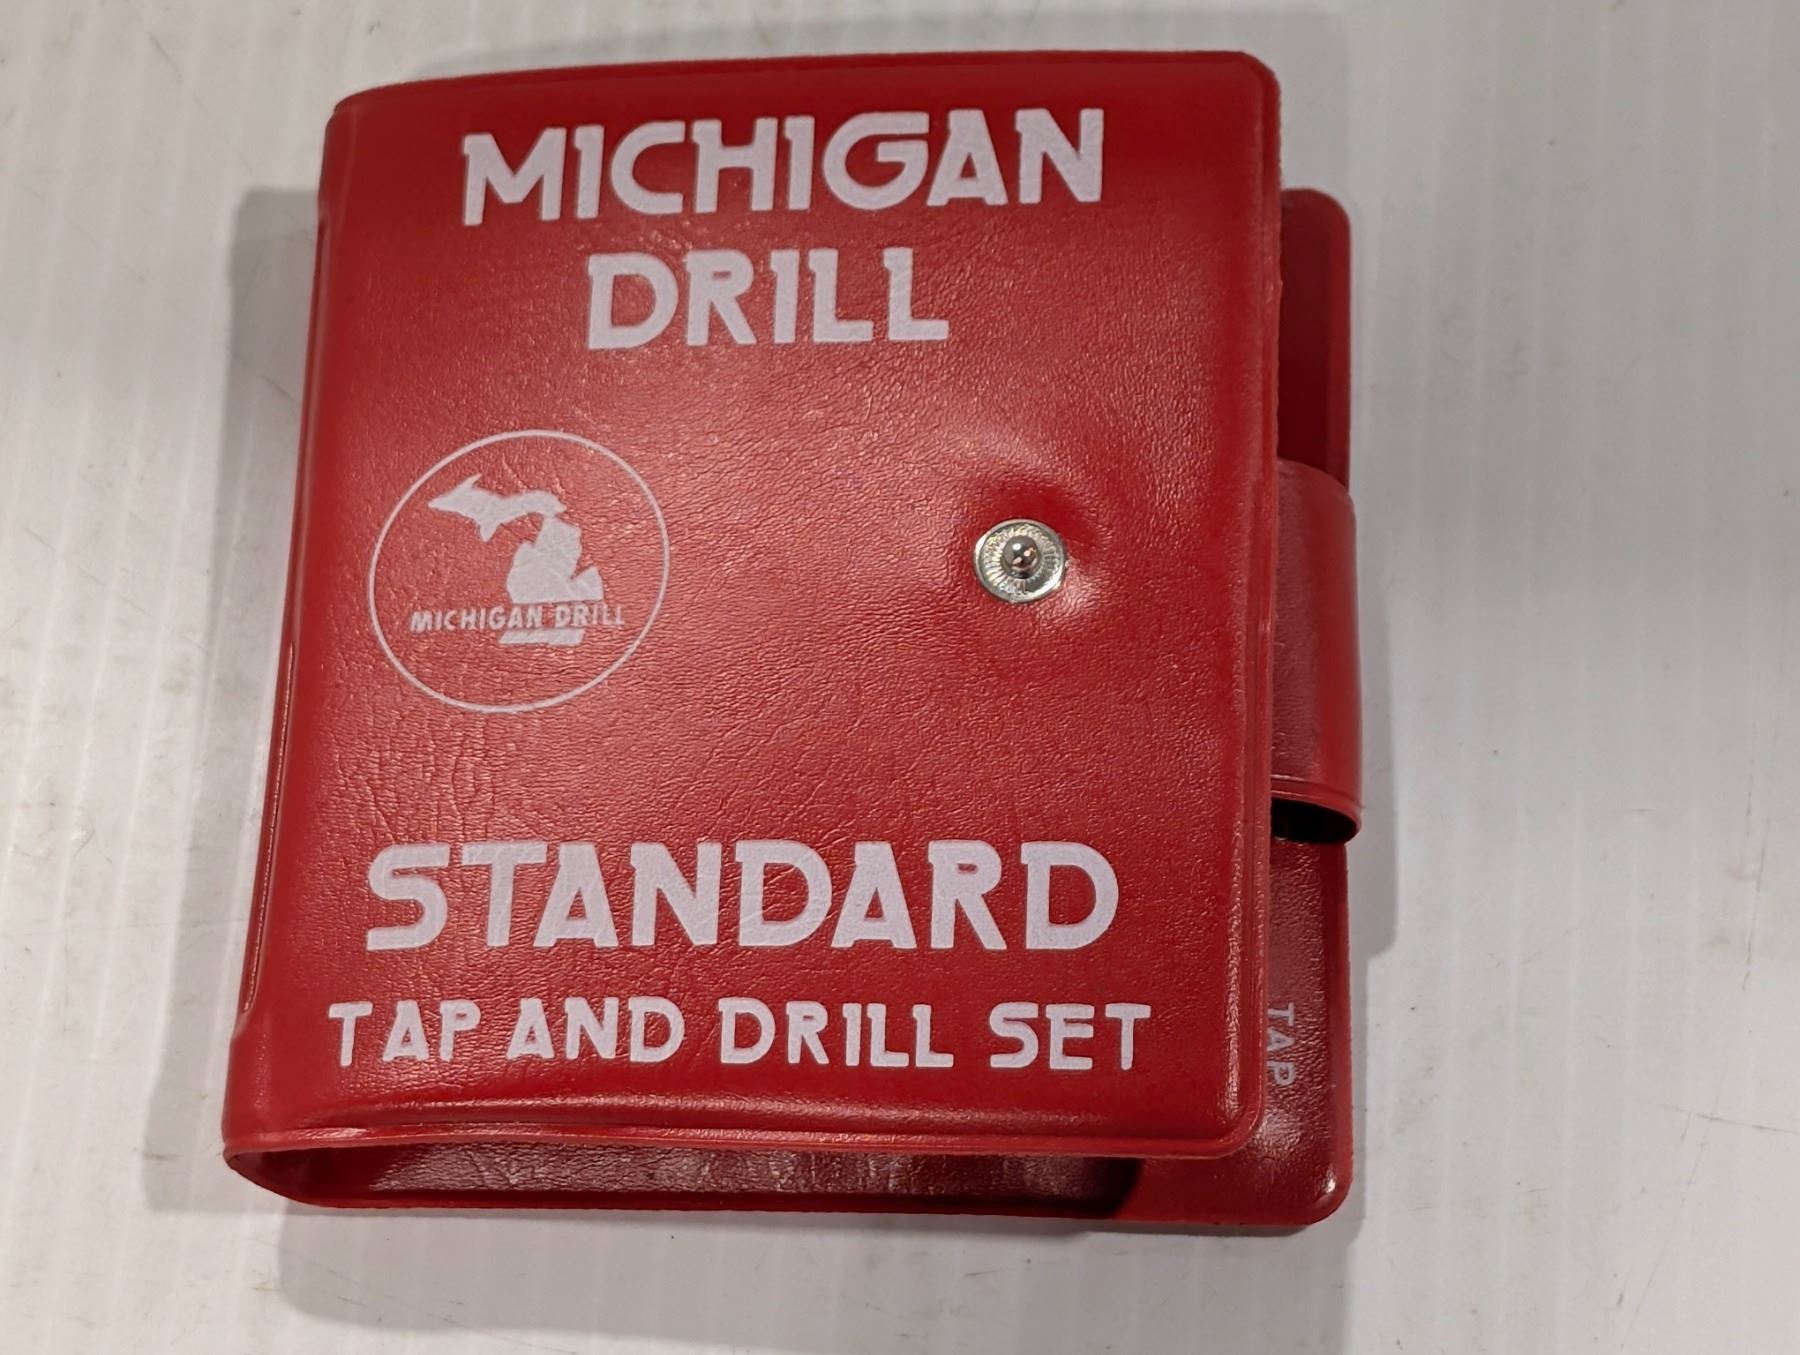 MICHIGAN
DRILL
MICHIGAN DRILL
STANDARD
TAP AND DRILL SET
TAP